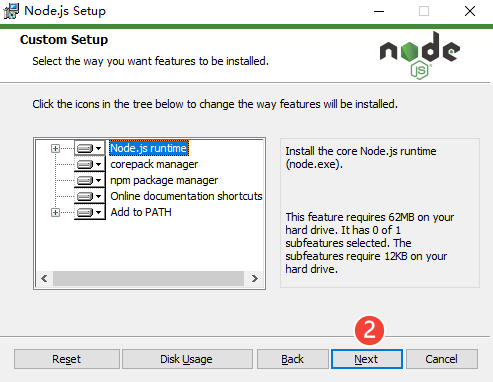 Node.js Setup
Custom Setup
Select the way you want features to be installed.
node
JS
Click the icons in the tree below to change the way features will be installed.
Node.js runtime
corepack manager
npm package manager
Online documentation shortcuts
Add to PATH
Install the core Node.js runtime
(node.exe).
This feature requires 62MB on your
hard drive. It has 0 of 1
subfeatures selected. The
subfeatures require 12KB on your
hard drive.
2
Reset
Disk Usage
Back
Next
Cancel